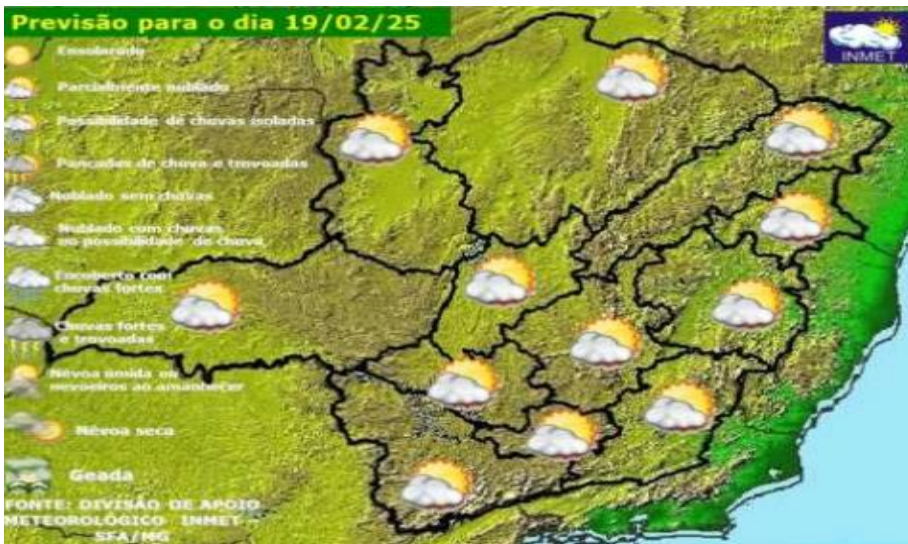 Previsão para o dia 19/02/25
INMET
Ensolarado
Parcialmente nublado
Possibilidade de chuvas isoladas
Pancadas de chuva e trovoadas
Nublado sem chuvas
Nublado com chuvas
ou possibilidade de chuva
Encoberto com
chuvas fortes
Chuvas fortes
e trovoadas
Névoa úmida ou
nevoeiros ao amanhecer
Névoa seca
Geada
FONTE: DIVISÃO DE APOIO
METEOROLÓGICO INMET -
SFA/MG